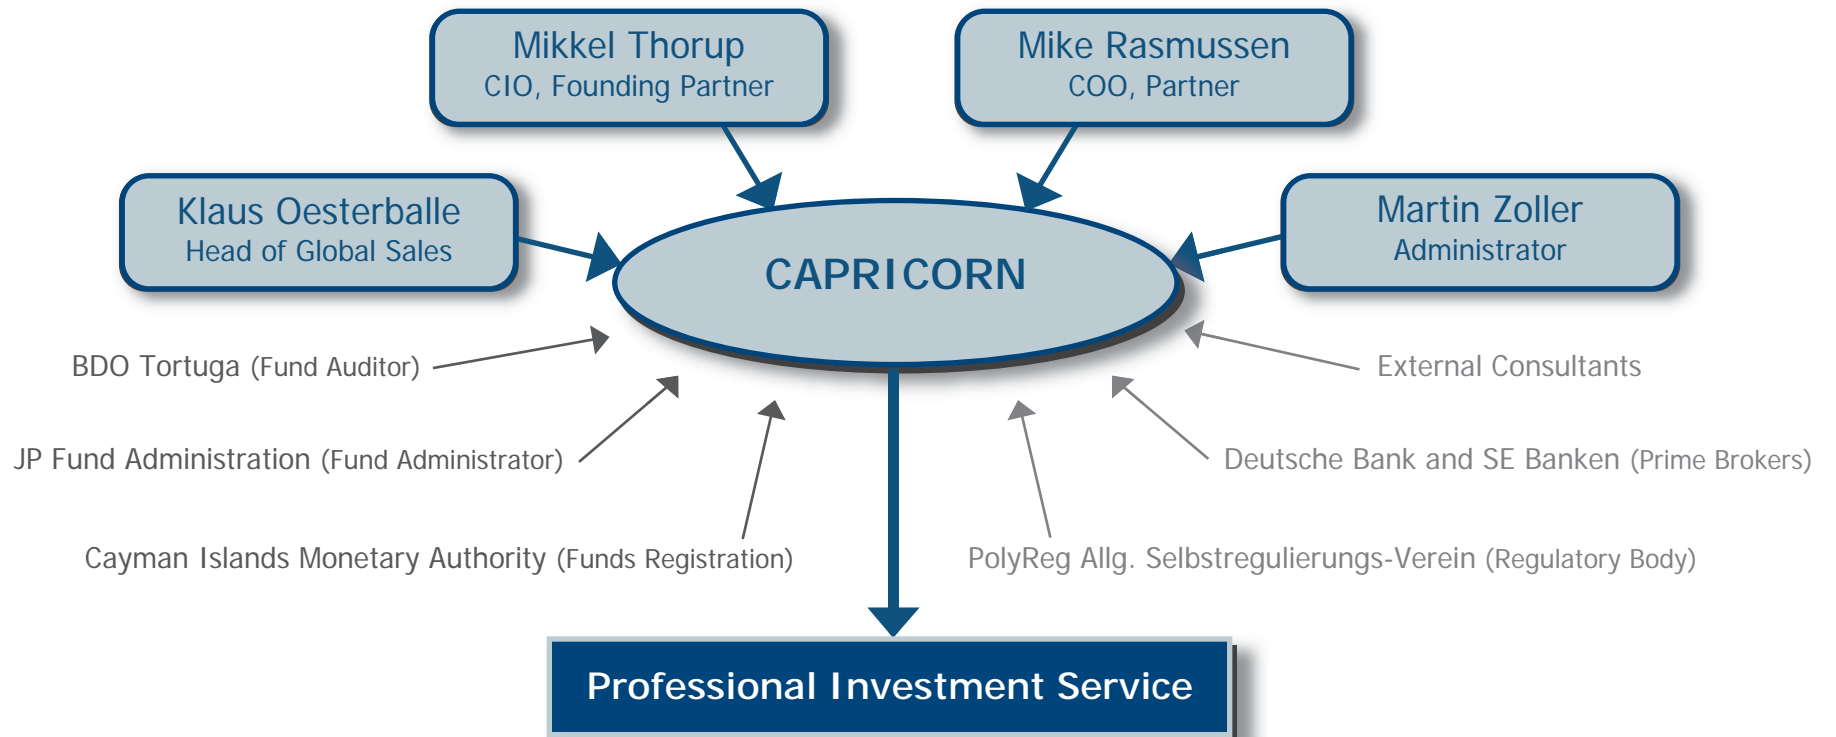 Mikkel Thorup
CIO, Founding Partner
Mike Rasmussen
COO, Partner
Klaus Oesterballe
Head of Global Sales
Martin Zoller
Administrator
CAPRICORN
BDO Tortuga (Fund Auditor)
External Consultants
JP Fund Administration (Fund Administrator)
Deutsche Bank and SE Banken (Prime Brokers)
Cayman Islands Monetary Authority (Funds Registration)
PolyReg Allg. Selbstregulierungs-Verein (Regulatory Body)
Professional Investment Service